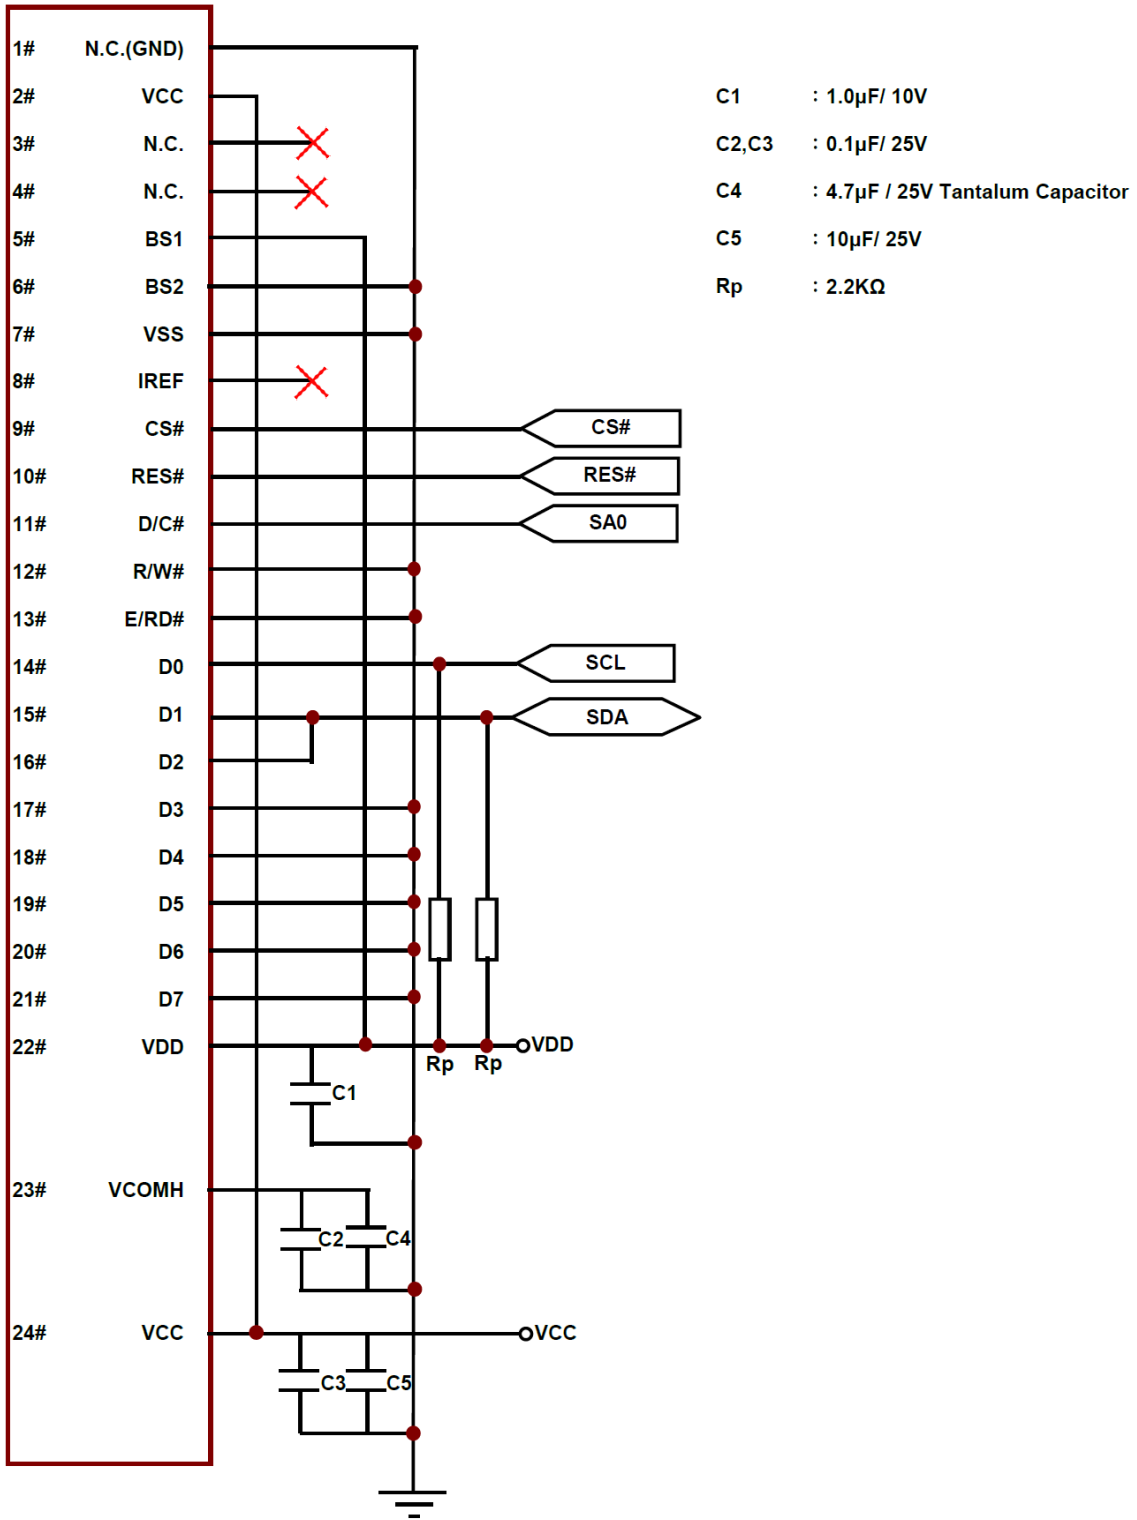 1# N.C.(GND)
2# VCC
3# N.C.
4# N.C.
5# BS1
6# BS2
7# VSS
8# IREF
9# CS# CS#
10# RES# RES#
11# D/C# SA0
12# R/W#
13# E/RD#
14# D0 SCL
15# D1 SDA
16# D2
17# D3
18# D4
19# D5
20# D6
21# D7
22# VDD VDD
Rp Rp
C1
23# VCOMH
C2 C4
24# VCC VCC
C3 C5
C1 : 1.0µF/ 10V
C2,C3 : 0.1µF/ 25V
C4 : 4.7µF / 25V Tantalum Capacitor
C5 : 10µF/ 25V
Rp : 2.2KΩ